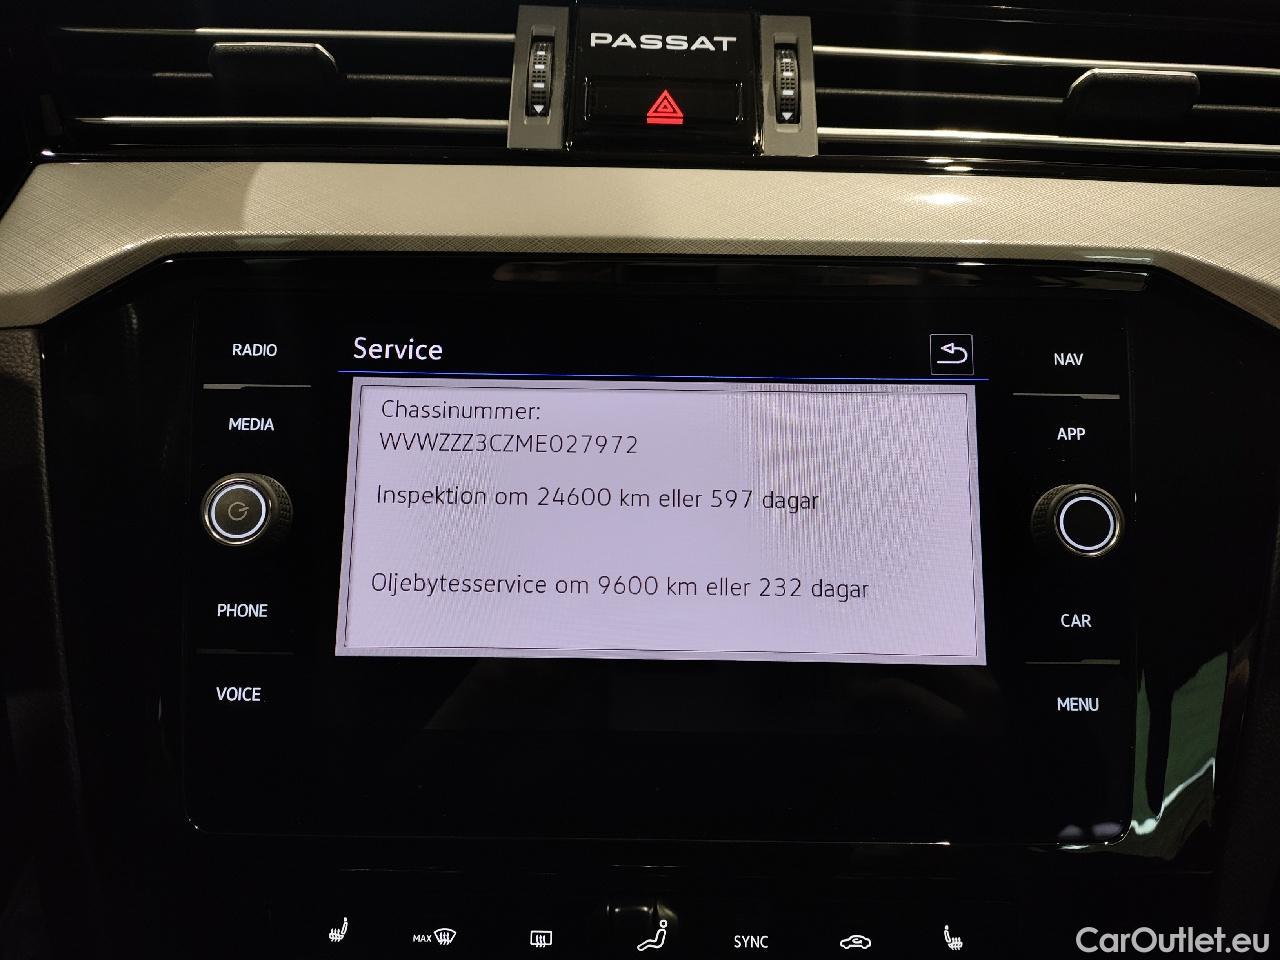 PASSAT
RADIO
MEDIA
PHONE
VOICE
Service
Chassinummer:
WVWZZZ3CZME027972
Inspektion om 24600 km eller 597 dagar
Oljebytesservice om 9600 km eller 232 dagar
NAV
APP
CAR
MENU
MAX
SYNC
CarOutlet.eu